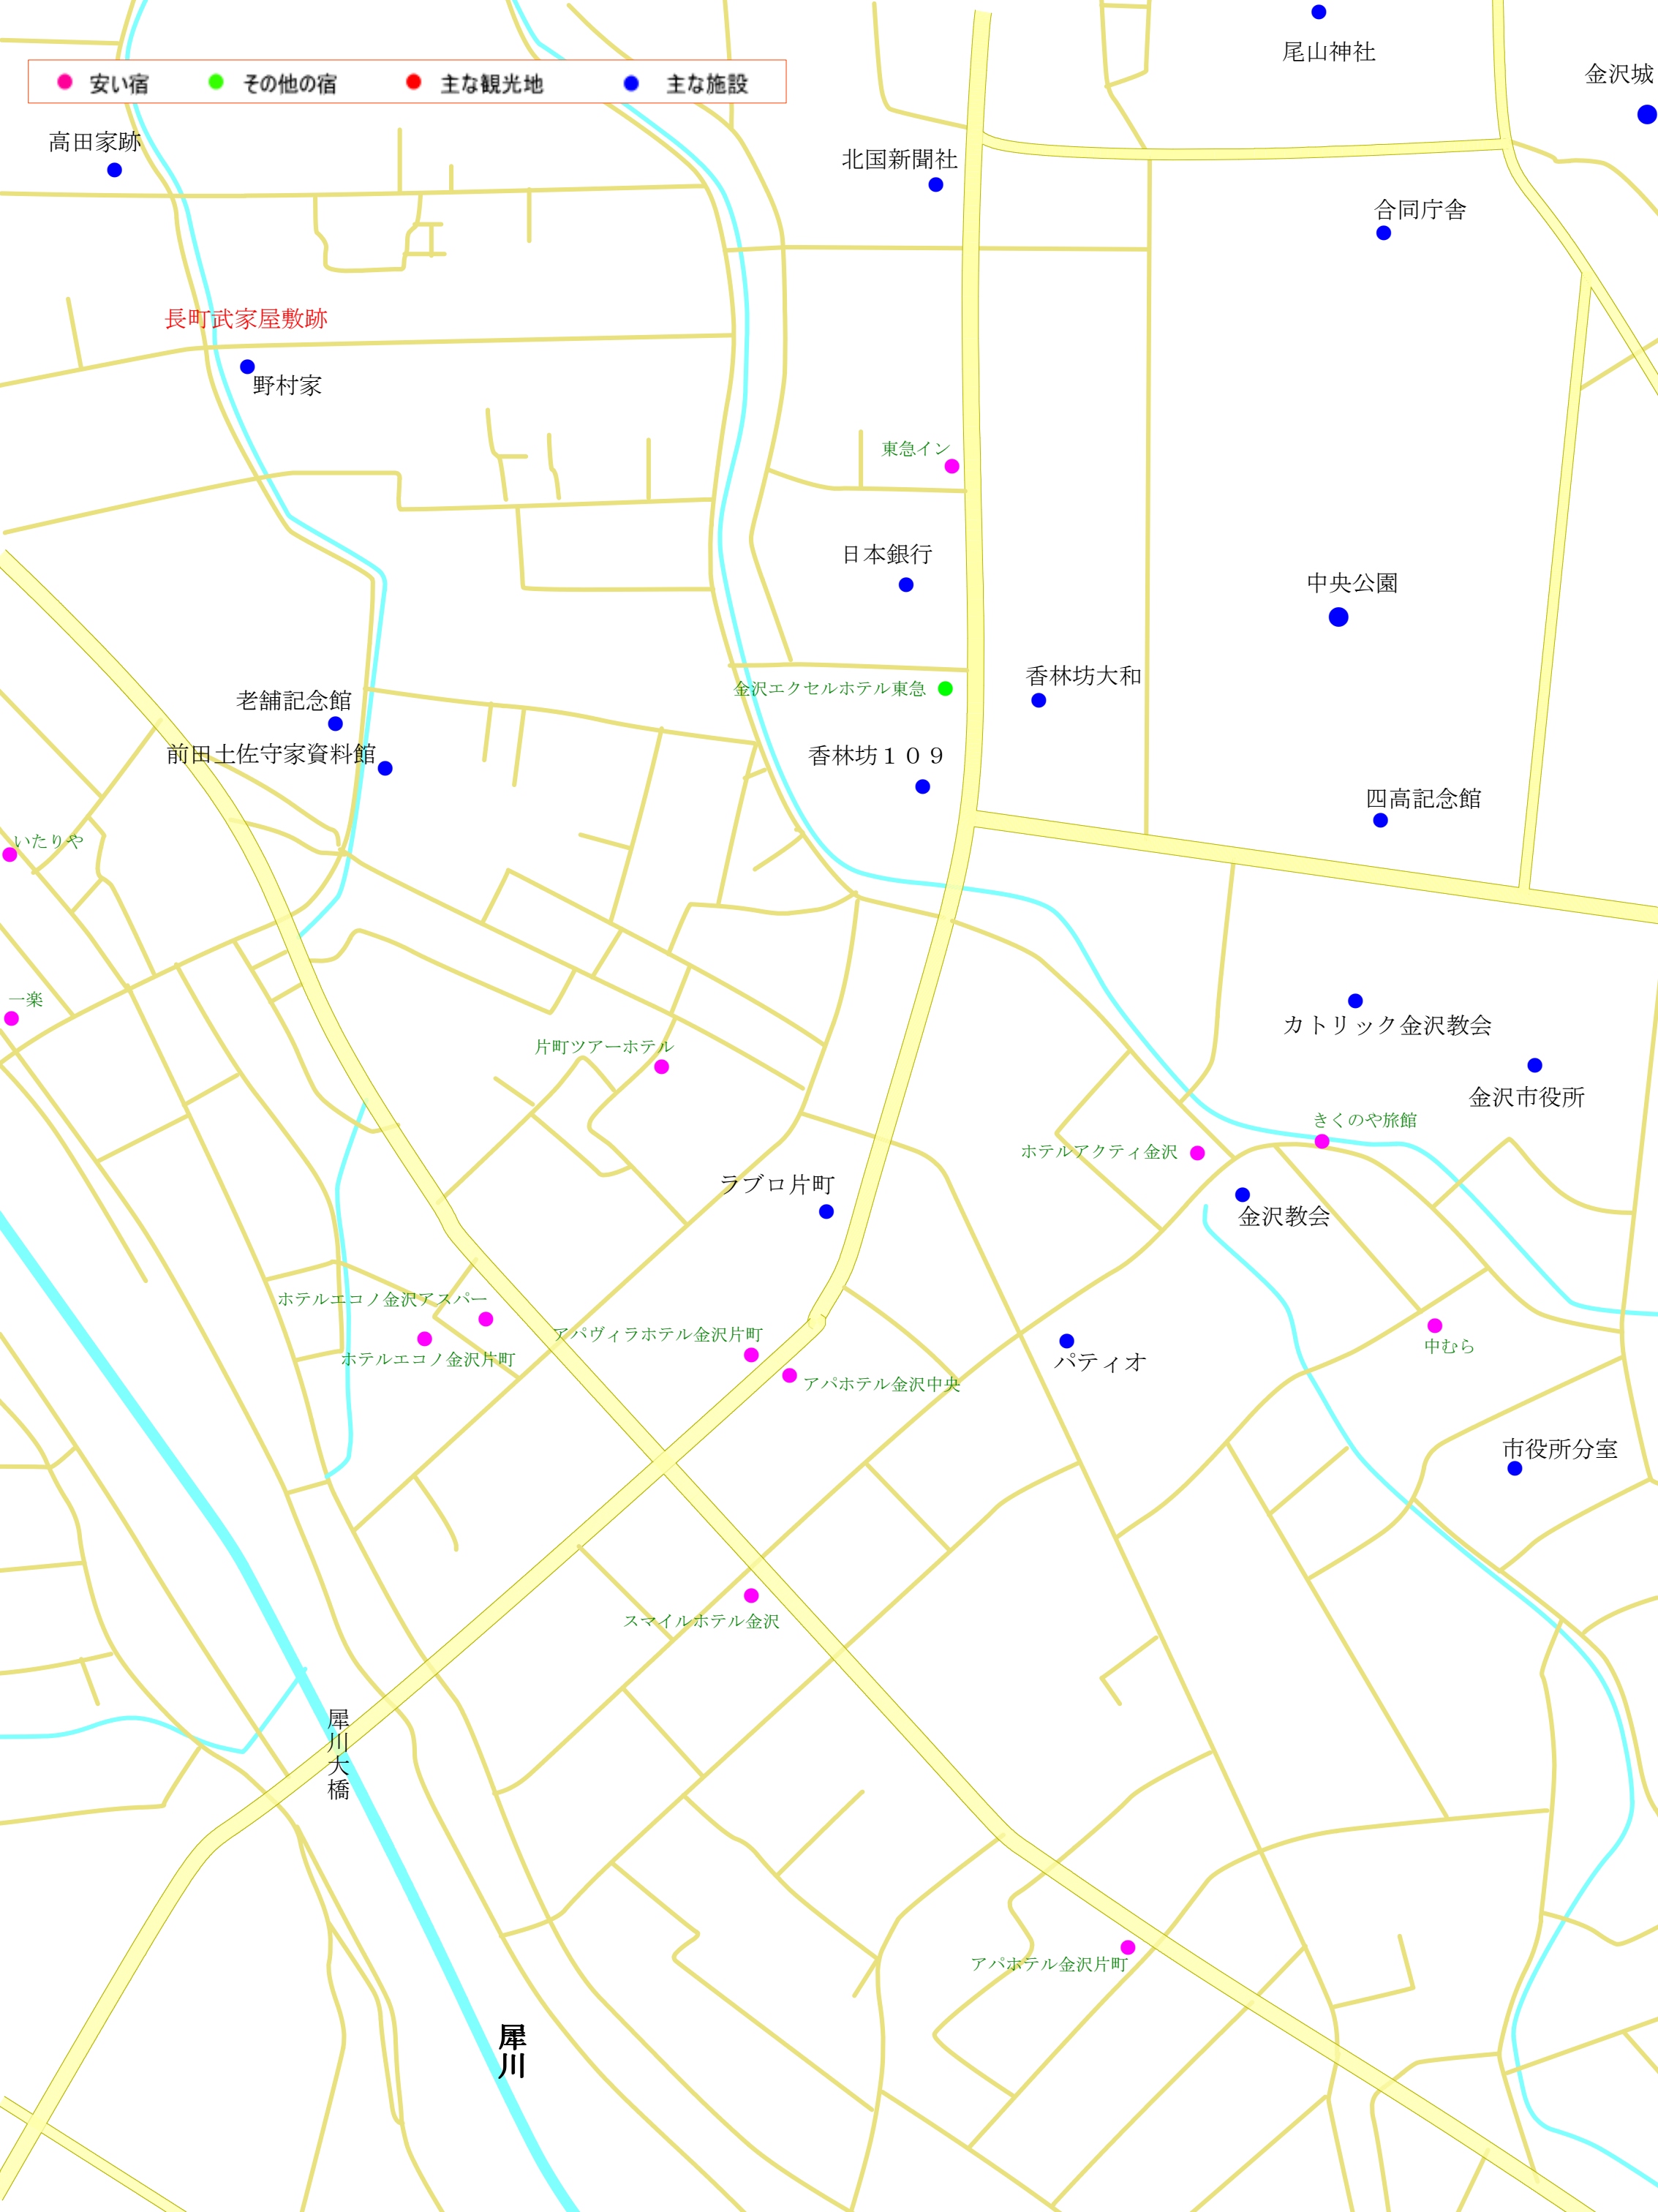 尾山神社
金沢城
安い宿 その他の宿 主な観光地 主な施設
高田家跡
北国新聞社
合同庁舎
長町武家屋敷跡
野村家
東急イン
日本銀行
中央公園
香林坊大和
金沢エクセルホテル東急
老舗記念館
前田土佐守家資料館
香林坊１０９
四高記念館
いたりや
一楽
カトリック金沢教会
片町ツアーホテル
金沢市役所
きくのや旅館
ホテルアクティ金沢
ラブロ片町
金沢教会
ホテルエコノ金沢アスパー
アパヴィラホテル金沢片町
中むら
ホテルエコノ金沢片町
パティオ
アパホテル金沢中央
市役所分室
スマイルホテル金沢
犀川大橋
アパホテル金沢片町
犀川